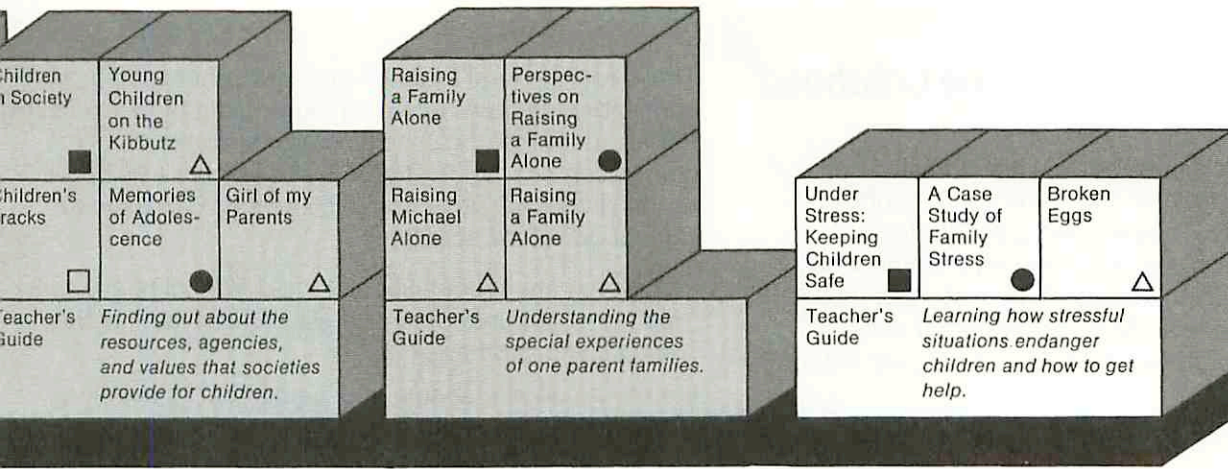 Children
in Society
Young
Children
on the
Kibbutz
Children's
Tracks
Memories
of Adoles-
cence
Girl of my
Parents
Teacher's
Guide
Finding out about the
resources, agencies,
and values that societies
provide for children.
Raising
a Family
Alone
Perspec-
tives on
Raising
a Family
Alone
Raising
Michael
Alone
Raising
a Family
Alone
Teacher's
Guide
Understanding the
special experiences
of one parent families.
Under
Stress:
Keeping
Children
Safe
A Case
Study of
Family
Stress
Broken
Eggs
Teacher's
Guide
Learning how stressful
situations endanger
children and how to get
help.